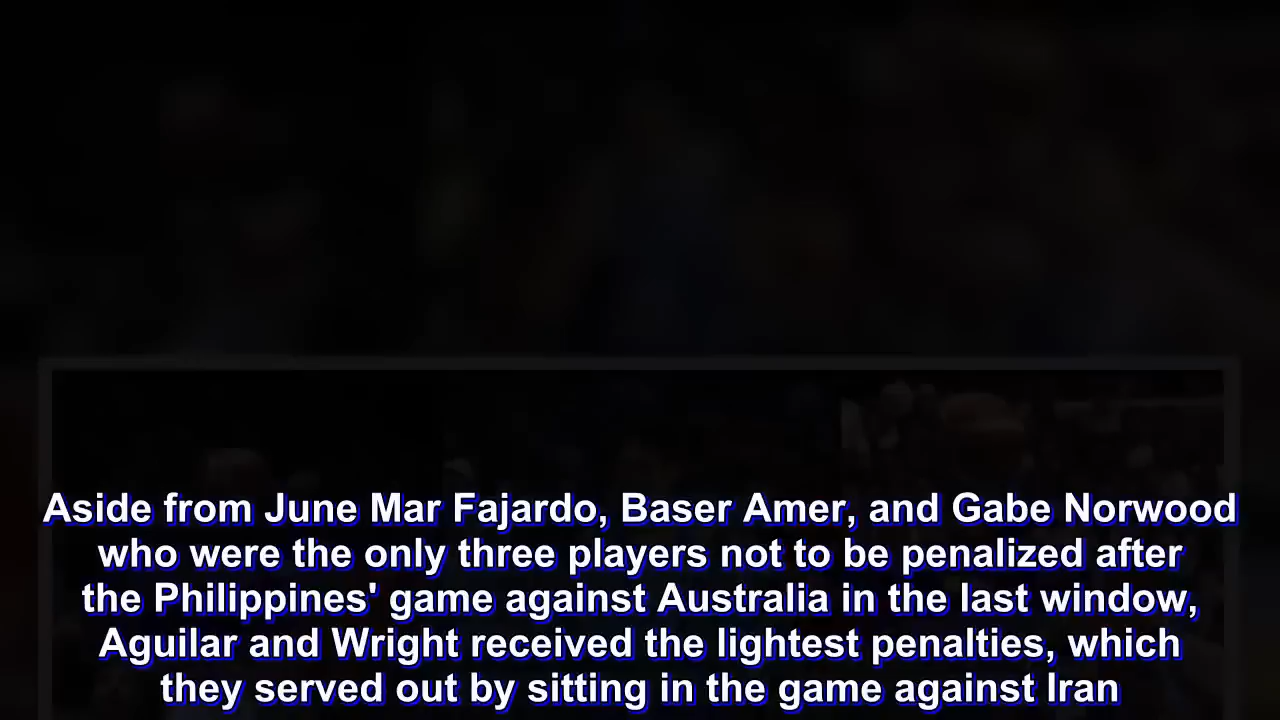 Aside from June Mar Fajardo, Baser Amer, and Gabe Norwood
who were the only three players not to be penalized after
the Philippines' game against Australia in the last window,
Aguilar and Wright received the lightest penalties, which
they served out by sitting in the game against Iran